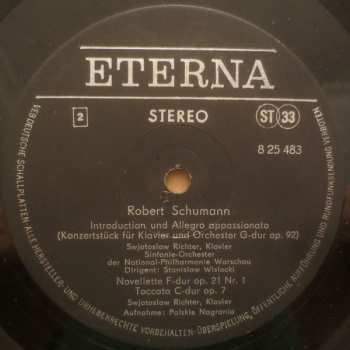 ETERNA
2 STEREO ST 33
8 25 483
Robert Schumann
Introduction und Allegro appassionato
(Konzertstück für Klavier und Orchester G-dur op. 92)
Swjatoslaw Richter, Klavier
Sinfonie-Orchester
der National-Philharmonie Warschau
Dirigent: Stanislaw Wislocki
Novellette F-dur op. 21 Nr. 1
Toccata C-dur op. 7
Swjatoslaw Richter, Klavier
Aufnahme: Polskie Nagrania
VEB DEUTSCHE SCHALLPLATTEN · ALLE HERSTELLER- UND URHEBERRECHTE VORBEHALTEN · ÜBERSPIELUNG, ÖFFENTLICHE AUFFÜHRUNG UND RUNDFUNKSENDUNG VERBOTEN